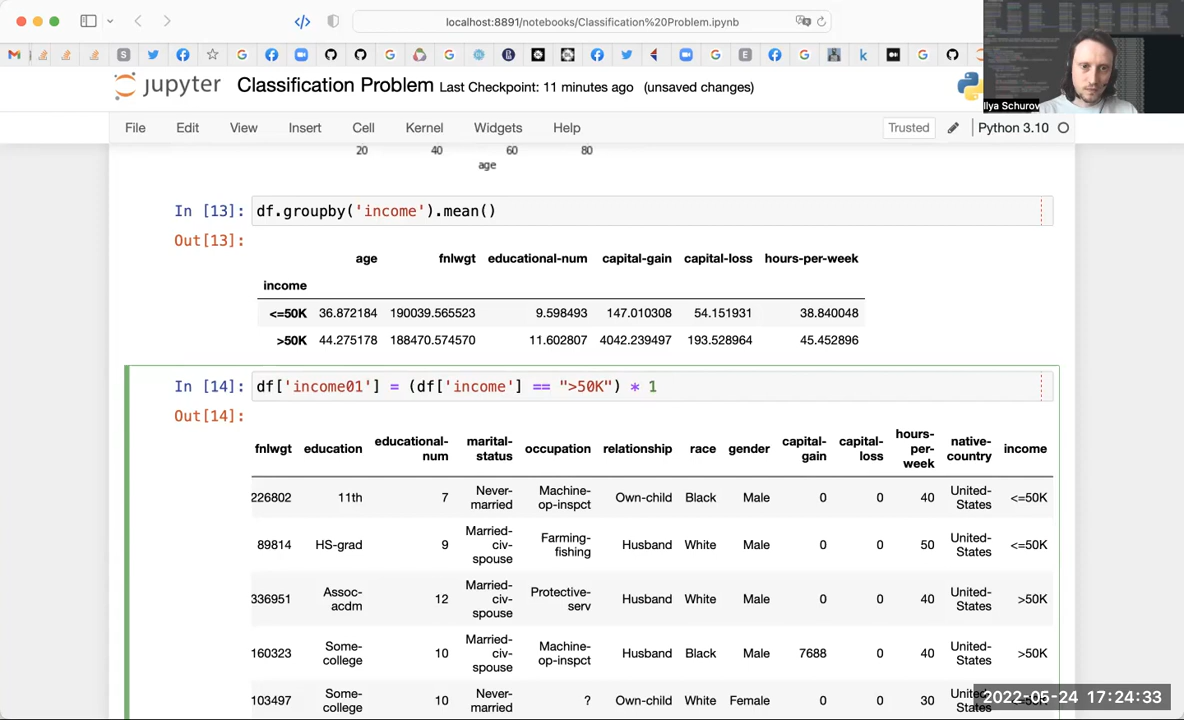 localhost:8891/notebooks/Classification%20Problem.ipynb
jupyter Classification Problem Last Checkpoint: 11 minutes ago (unsaved changes)
Ilya Schurov
File Edit View Insert Cell Kernel Widgets Help Trusted Python 3.10
20 40 60 80
age
In [13]: df.groupby('income').mean()
Out[13]:
age fnlwgt educational-num capital-gain capital-loss hours-per-week
income
<=50K 36.872184 190039.565523 9.598493 147.010308 54.151931 38.840048
>50K 44.275178 188470.574570 11.602807 4042.239497 193.528964 45.452896
In [14]: df['income01'] = (df['income'] == ">50K") * 1
Out[14]:
fnlwgt education educational-num marital-status occupation relationship race gender capital-gain capital-loss hours-per-week native-country income
226802 11th 7 Never-married Machine-op-inspct Own-child Black Male 0 0 40 United-States <=50K
89814 HS-grad 9 Married-civ-spouse Farming-fishing Husband White Male 0 0 50 United-States <=50K
336951 Assoc-acdm 12 Married-civ-spouse Protective-serv Husband White Male 0 0 40 United-States >50K
160323 Some-college 10 Married-civ-spouse Machine-op-inspct Husband Black Male 7688 0 40 United-States >50K
103497 Some-college 10 Never-married ? Own-child White Female 0 0 30
2022-05-24 17:24:33